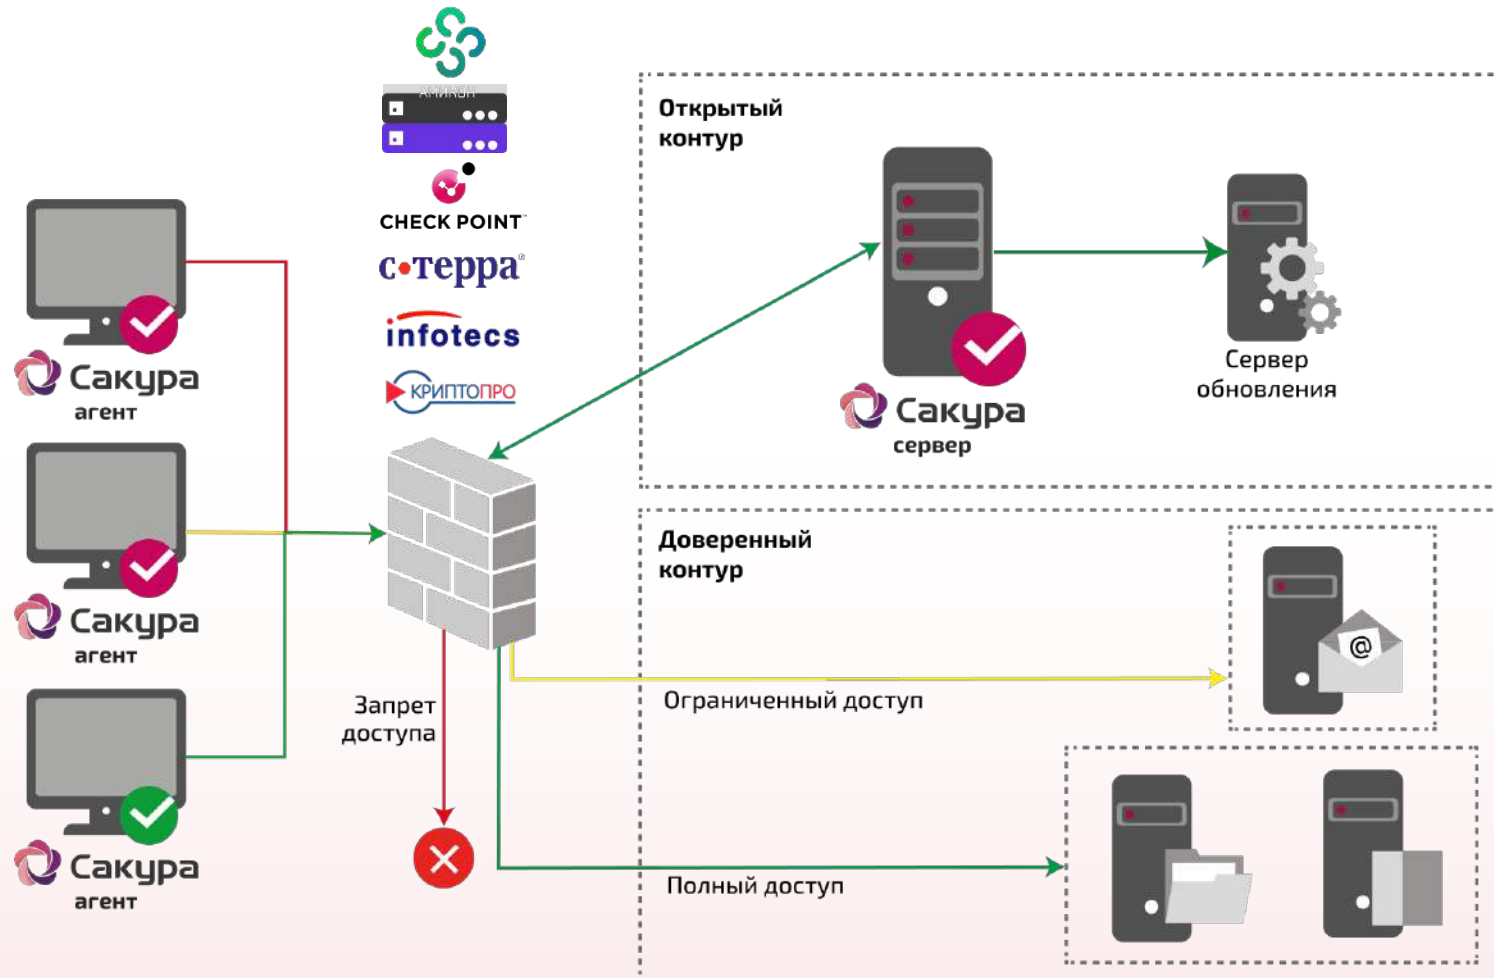 АМИКОН
CHECK POINT
с•терра
infotecs
КРИПТОПРО
Сакура
агент
Сакура
агент
Сакура
агент
Открытый
контур
Сакура
сервер
Сервер
обновления
Доверенный
контур
@
Запрет
доступа
Ограниченный доступ
Полный доступ